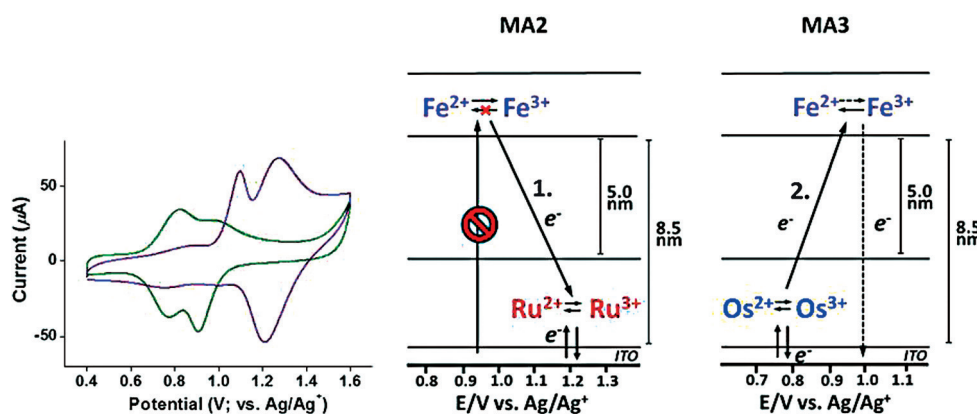 MA2
MA3
Fe2+ Fe3+
Fe2+ Fe3+
1.
e-
5.0
nm
8.5
nm
2.
e-
e-
5.0
nm
8.5
nm
Ru2+ Ru3+
e-
ITO
Os2+ Os3+
e-
ITO
0.8 0.9 1.0 1.1 1.2 1.3
E/V vs. Ag/Ag+
0.7 0.8 0.9 1.0 1.1
E/V vs. Ag/Ag+
Current (μA)
50
0
-50
0.4 0.6 0.8 1.0 1.2 1.4 1.6
Potential (V; vs. Ag/Ag+)